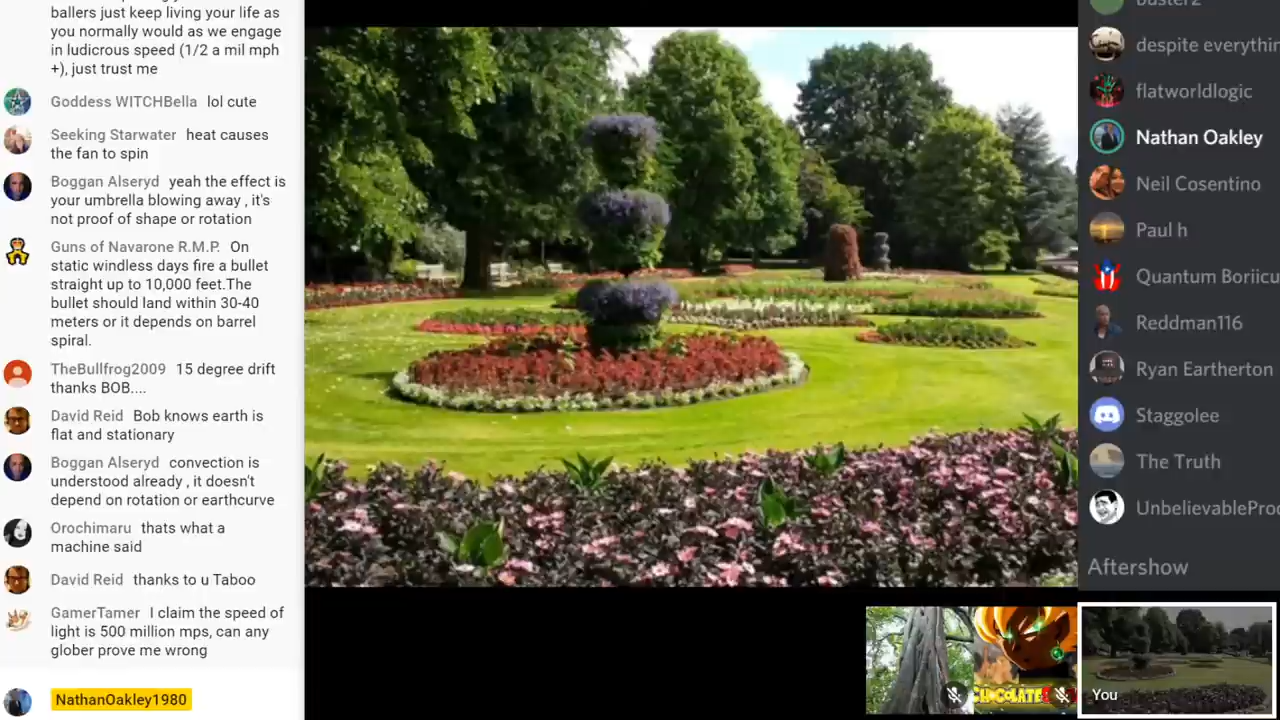 ballers just keep living your life as
you normally would as we engage
in ludicrous speed (1/2 a mil mph
+), just trust me
Goddess WITCHBella lol cute
Seeking Starwater heat causes
the fan to spin
Boggan Alseryd yeah the effect is
your umbrella blowing away , it's
not proof of shape or rotation
Guns of Navarone R.M.P. On
static windless days fire a bullet
straight up to 10,000 feet.The
bullet should land within 30-40
meters or it depends on barrel
spiral.
TheBullfrog2009 15 degree drift
thanks BOB....
David Reid Bob knows earth is
flat and stationary
Boggan Alseryd convection is
understood already , it doesn't
depend on rotation or earthcurve
Orochimaru thats what a
machine said
David Reid thanks to u Taboo
GamerTamer I claim the speed of
light is 500 million mps, can any
glober prove me wrong
NathanOakley1980
despite everythin
flatworldlogic
Nathan Oakley
Neil Cosentino
Paul h
Quantum Boriicu
Reddman116
Ryan Eartherton
Staggolee
The Truth
UnbelievableProd
Aftershow
CHOCOLATE
You